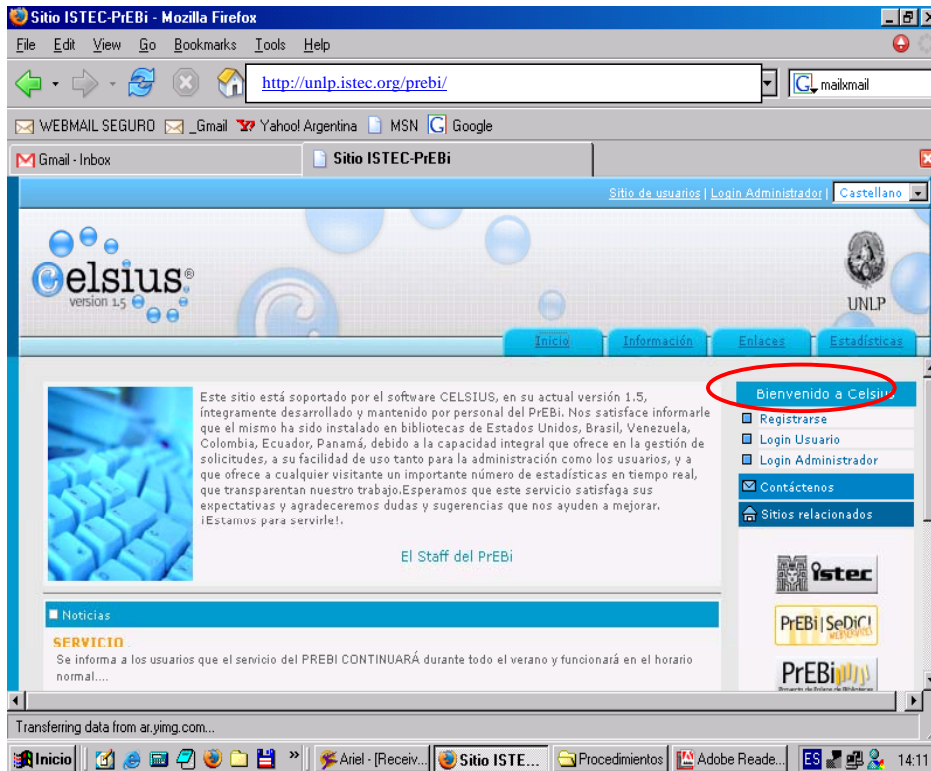 Sitio ISTEC-PrEBi - Mozilla Firefox
File Edit View Go Bookmarks Tools Help
http://unlp.istec.org/prebi/
G mailxmail
WEBMAIL SEGURO _Gmail Yahoo! Argentina MSN G Google
Gmail - Inbox Sitio ISTEC-PrEBi
Sitio de usuarios | Login Administrador | Castellano
Celsius®
version 1.5
UNLP
Inicio Información Enlaces Estadísticas
Este sitio está soportado por el software CELSIUS, en su actual versión 1.5,
íntegramente desarrollado y mantenido por personal del PrEBi. Nos satisface informarle
que el mismo ha sido instalado en bibliotecas de Estados Unidos, Brasil, Venezuela,
Colombia, Ecuador, Panamá, debido a la capacidad integral que ofrece en la gestión de
solicitudes, a su facilidad de uso tanto para la administración como los usuarios, y a
que ofrece a cualquier visitante un importante número de estadísticas en tiempo real,
que transparentan nuestro trabajo.Esperamos que este servicio satisfaga sus
expectativas y agradeceremos dudas y sugerencias que nos ayuden a mejorar.
¡Estamos para servirle!.
El Staff del PrEBi
Bienvenido a Celsius
Registrarse
Login Usuario
Login Administrador
Contáctenos
Sitios relacionados
istec
PrEBi | SeDiCI
WEBSERVICES
PrEBi
Proyecto de Enlace de Bibliotecas
Noticias
SERVICIO .
Se informa a los usuarios que el servicio del PREBI CONTINUARÁ durante todo el verano y funcionará en el horario
normal....
Transferring data from ar.yimg.com...
Inicio » Ariel - [Receiv... Sitio ISTE... Procedimientos Adobe Reade... ES 14:11